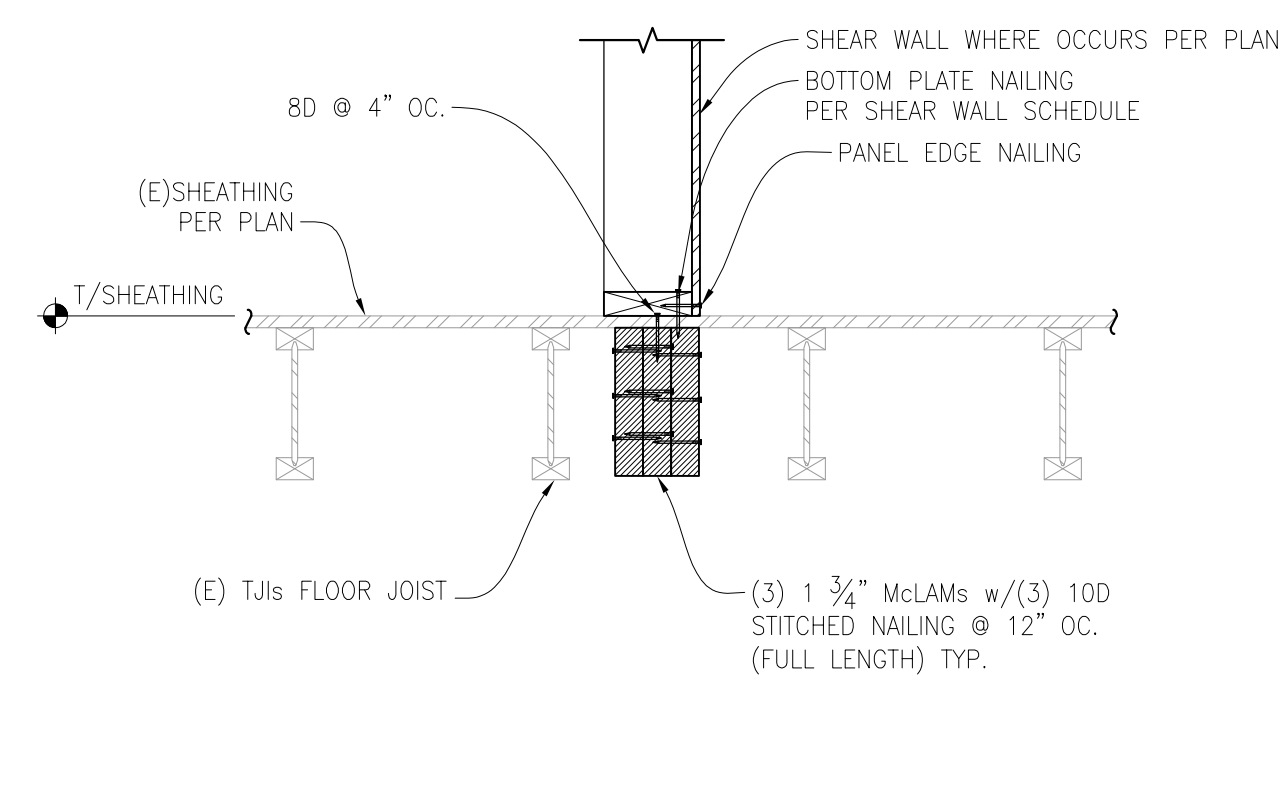 SHEAR WALL WHERE OCCURS PER PLAN
BOTTOM PLATE NAILING
PER SHEAR WALL SCHEDULE
8D @ 4” OC.
PANEL EDGE NAILING
(E)SHEATHING
PER PLAN
T/SHEATHING
(E) TJIs FLOOR JOIST
(3) 1 3/4” McLAMs w/(3) 10D
STITCHED NAILING @ 12” OC.
(FULL LENGTH) TYP.